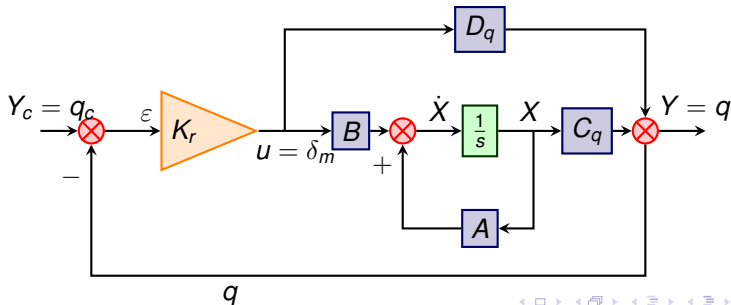 D_q
Y_c = q_c
ε
K_r
u = δ_m
B
Ẋ
1/s
X
C_q
Y = q
−
+
A
q